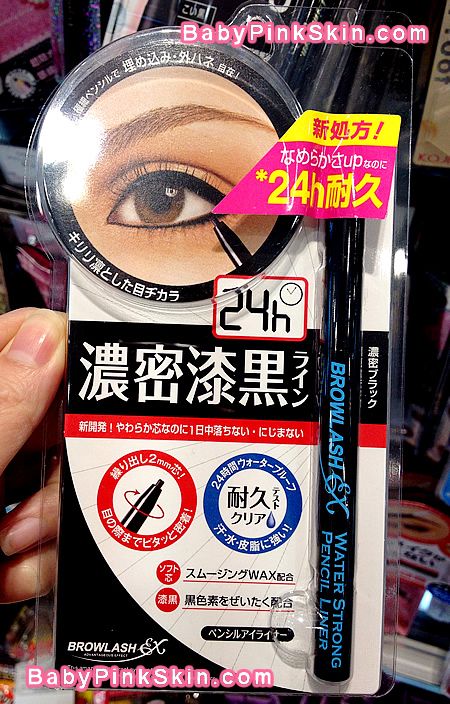 BabyPinkSkin.com
極細ペンシルで 埋め込み・外ハネ 自在!
新処方!
なめらかさupなのに
*24h耐久
キリリ凛とした目ヂカラ
24h
濃密漆黒ライン
濃密ブラック
新開発!やわらか芯なのに1日中落ちない・にじまない
繰り出し2mm芯!
目の際までピタッと密着!
24時間ウォータープルーフ
耐久テスト
クリア
汗・水・皮脂に強い!
ソフト芯 スムージングWAX配合
漆黒 黒色素をぜいたく配合
ペンシルアイライナー
BROWLASH EX
ADVANTAGEOUS EFFECT
BROWLASH EX
WATER STRONG
PENCIL LINER
BabyPinkSkin.com
BabyPinkSkin.com
BabyPinkSkin.com